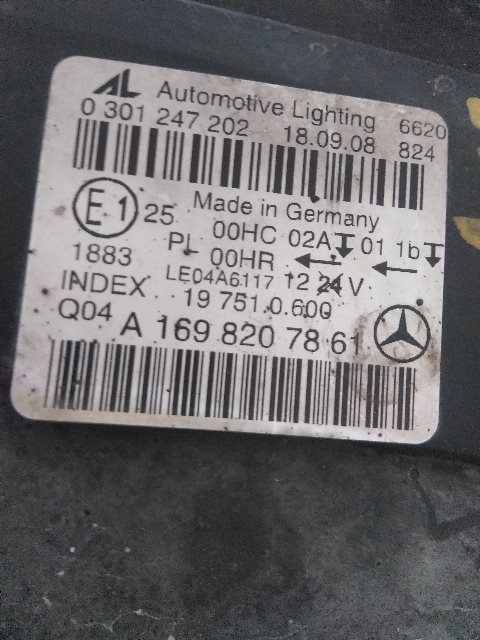 AL Automotive Lighting 6620
0 301 247 202 18.09.08 824
Made in Germany
E1 25 00HC 02A 01 1b
PL 00HR
1883 LE04A6117 12 24 V
INDEX 19 751 0.600
Q04 A 169 820 78 61